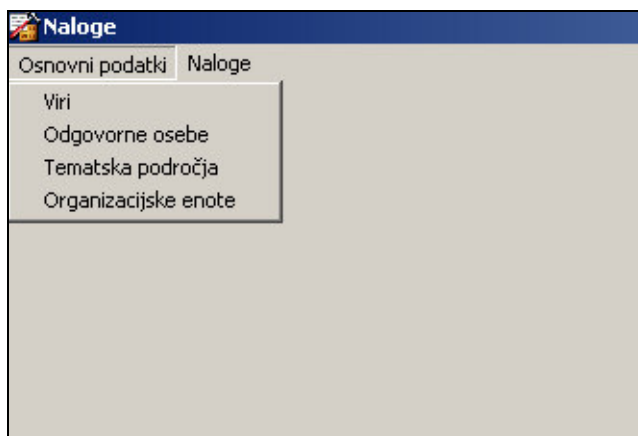 Naloge
Osnovni podatki Naloge
Viri
Odgovorne osebe
Tematska področja
Organizacijske enote